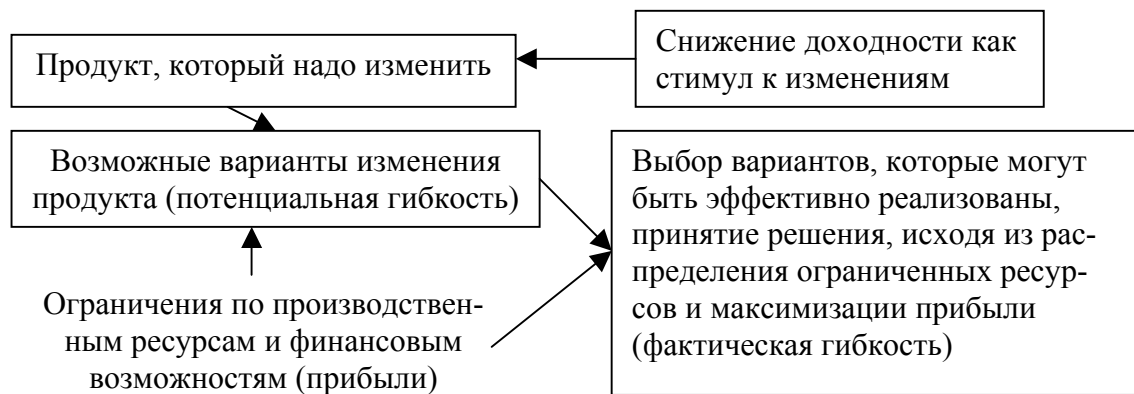 Продукт, который надо изменить
Снижение доходности как
стимул к изменениям
Возможные варианты изменения
продукта (потенциальная гибкость)
Выбор вариантов, которые могут
быть эффективно реализованы,
принятие решения, исходя из рас-
пределения ограниченных ресур-
сов и максимизации прибыли
(фактическая гибкость)
Ограничения по производствен-
ным ресурсам и финансовым
возможностям (прибыли)